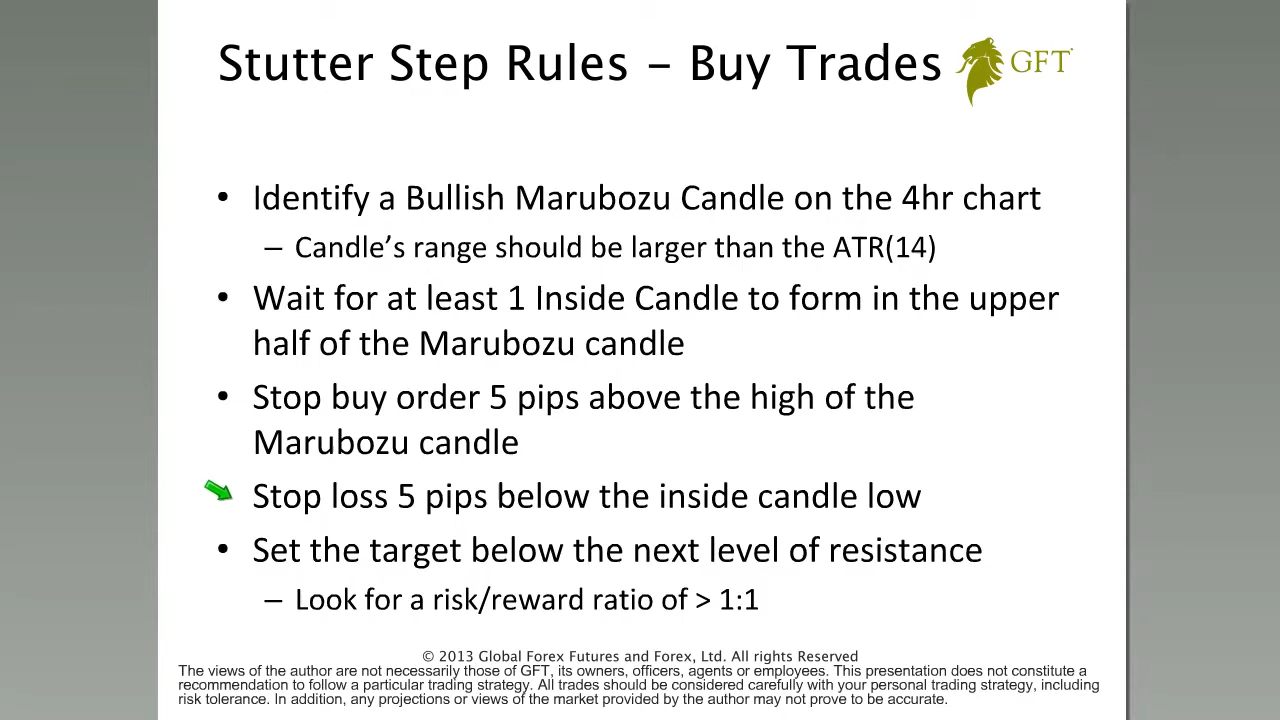 Stutter Step Rules – Buy Trades
GFT
• Identify a Bullish Marubozu Candle on the 4hr chart
– Candle’s range should be larger than the ATR(14)
• Wait for at least 1 Inside Candle to form in the upper
half of the Marubozu candle
• Stop buy order 5 pips above the high of the
Marubozu candle
Stop loss 5 pips below the inside candle low
• Set the target below the next level of resistance
– Look for a risk/reward ratio of > 1:1
© 2013 Global Forex Futures and Forex, Ltd. All rights Reserved
The views of the author are not necessarily those of GFT, its owners, officers, agents or employees. This presentation does not constitute a
recommendation to follow a particular trading strategy. All trades should be considered carefully with your personal trading strategy, including
risk tolerance. In addition, any projections or views of the market provided by the author may not prove to be accurate.